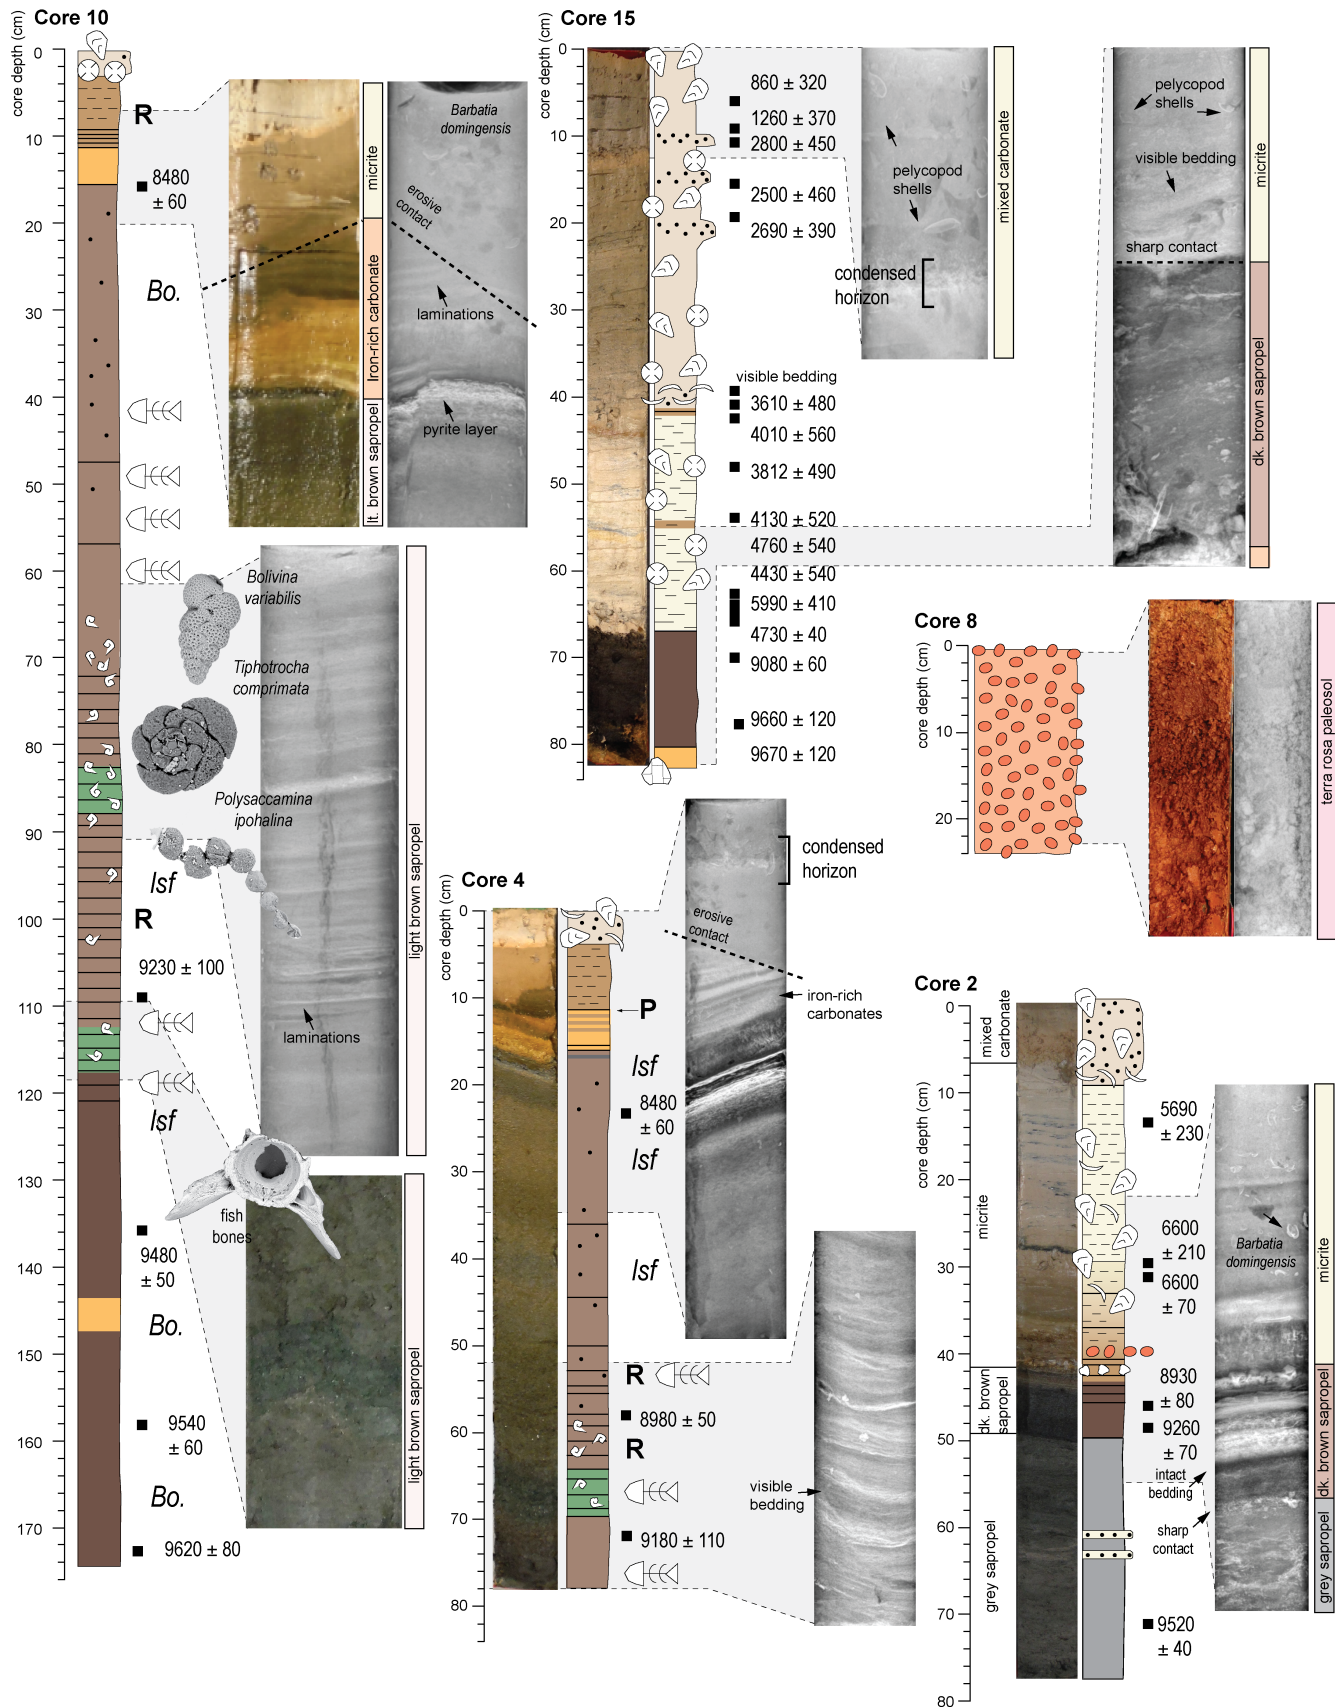 Core 10
core depth (cm)
0
10
20
30
40
50
60
70
80
90
100
110
120
130
140
150
160
170
R
8480
± 60
Bo.
Isf
R
9230 ± 100
Isf
9480
± 50
Bo.
9540
± 60
Bo.
9620 ± 80
micrite
Iron-rich carbonate
lt. brown sapropel
Barbatia
domingensis
erosive
contact
laminations
pyrite layer
Bolivina
variabilis
Tiphotrocha
comprimata
Polysaccamina
ipohalina
laminations
light brown sapropel
fish
bones
light brown sapropel
Core 15
core depth (cm)
0
10
20
30
40
50
60
70
80
860 ± 320
1260 ± 370
2800 ± 450
2500 ± 460
2690 ± 390
visible bedding
3610 ± 480
4010 ± 560
3812 ± 490
4130 ± 520
4760 ± 540
4430 ± 540
5990 ± 410
4730 ± 40
9080 ± 60
9660 ± 120
9670 ± 120
pelycopod
shells
condensed
horizon
mixed carbonate
pelycopod
shells
visible bedding
sharp contact
micrite
dk. brown sapropel
Core 8
core depth (cm)
0
10
20
terra rosa paleosol
Core 4
core depth (cm)
0
10
20
30
40
50
60
70
80
P
Isf
8480
± 60
Isf
Isf
R
8980 ± 50
R
9180 ± 110
condensed
horizon
erosive
contact
iron-rich
carbonates
visible
bedding
Core 2
core depth (cm)
0
10
20
30
40
50
60
70
80
mixed
carbonate
micrite
dk. brown
sapropel
grey sapropel
5690
± 230
6600
± 210
6600
± 70
8930
± 80
9260
± 70
9520
± 40
Barbatia
domingensis
intact
bedding
sharp
contact
micrite
dk. brown sapropel
grey sapropel